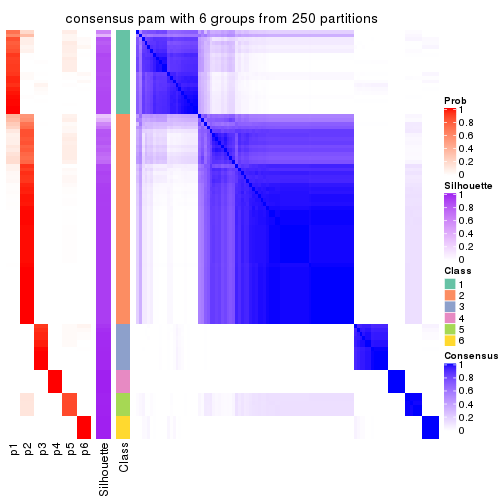 consensus pam with 6 groups from 250 partitions
Prob
1
0.8
0.6
0.4
0.2
0
Silhouette
1
0.8
0.6
0.4
0.2
0
Class
1
2
3
4
5
6
Consensus
1
0.8
0.6
0.4
0.2
0
p1
p2
p3
p4
p5
p6
Silhouette
Class